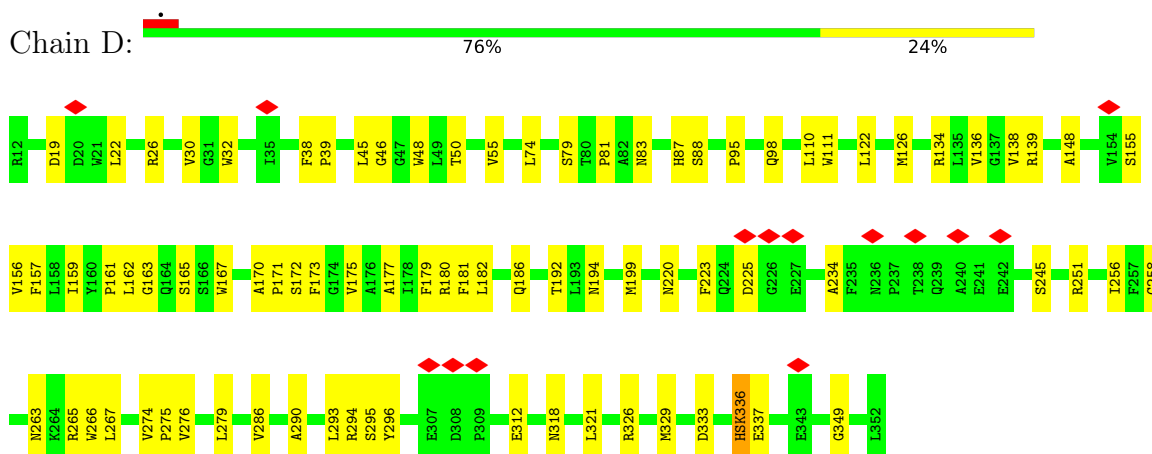 Chain D:
76% 24%
R12 D19 D20 W21 L22 R26 V30 G31 W32 I35 F38 P39 L45 G46 G47 W48 L49 T50 V55 L74 S79 T80 P81 A82 N83 H87 S88 P95 Q98 L110 W111 L122 M126 R134 L135 V136 G137 V138 R139 A148 V154 S155
V156 F157 L158 I159 Y160 P161 L162 G163 Q164 S165 S166 W167 A170 P171 S172 F173 G174 V175 A176 A177 I178 F179 R180 F181 L182 Q186 T192 L193 N194 M199 N220 F223 Q224 D225 G226 E227 A234 F235 N236 P237 T238 Q239 A240 E241 E242 S245 R251 I256 F257
N263 K264 R265 W266 L267 V274 P275 V276 L279 V286 A290 L293 R294 S295 Y296 E307 D308 P309 E312 N318 L321 R326 M329 D333 HSK336 E337 E343 G349 L352